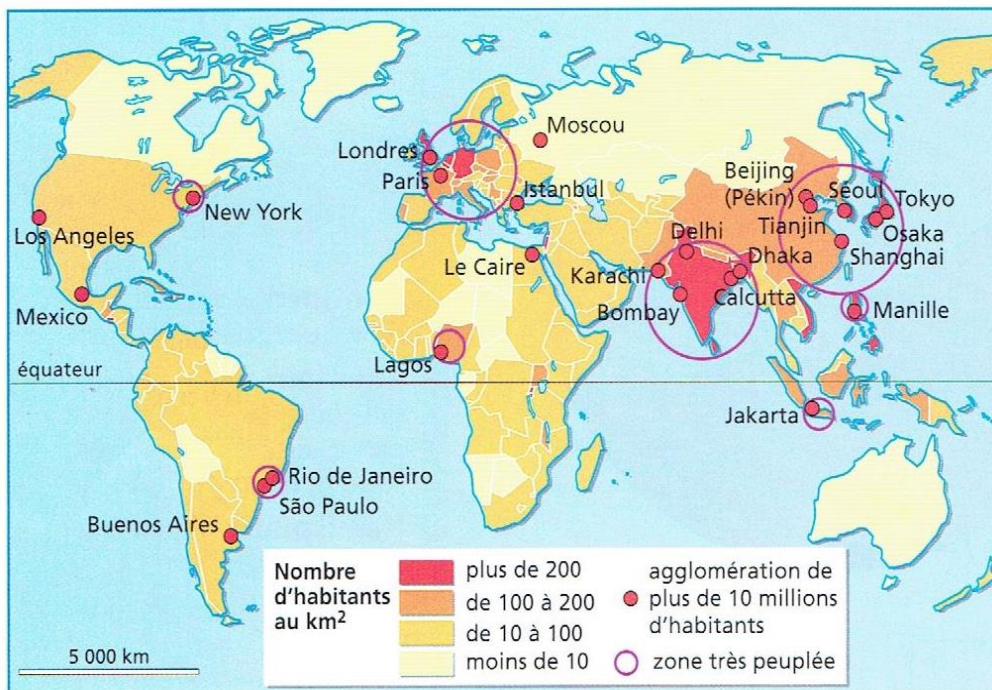 Moscou
Londres
Paris
Istanbul
Beijing
(Pékin)
Séoul
Tokyo
New York
Los Angeles
Tianjin
Osaka
Delhi
Dhaka
Shanghai
Le Caire
Karachi
Bombay
Calcutta
Mexico
Manille
Lagos
équateur
Jakarta
Rio de Janeiro
São Paulo
Buenos Aires
Nombre
d'habitants
au km²
plus de 200
de 100 à 200
de 10 à 100
moins de 10
agglomération de
plus de 10 millions
d'habitants
zone très peuplée
5 000 km